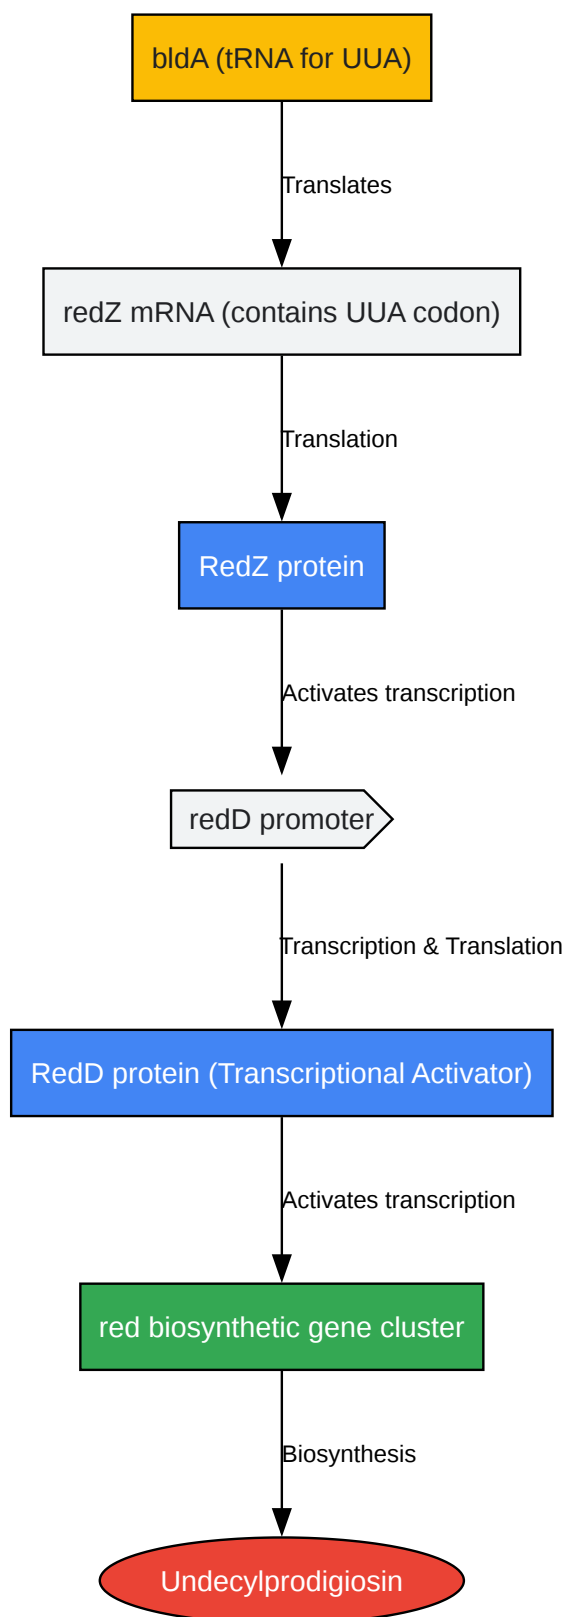 bldA (tRNA for UUA)
Translates
redZ mRNA (contains UUA codon)
Translation
RedZ protein
Activates transcription
redD promoter
Transcription & Translation
RedD protein (Transcriptional Activator)
Activates transcription
red biosynthetic gene cluster
Biosynthesis
Undecylprodigiosin